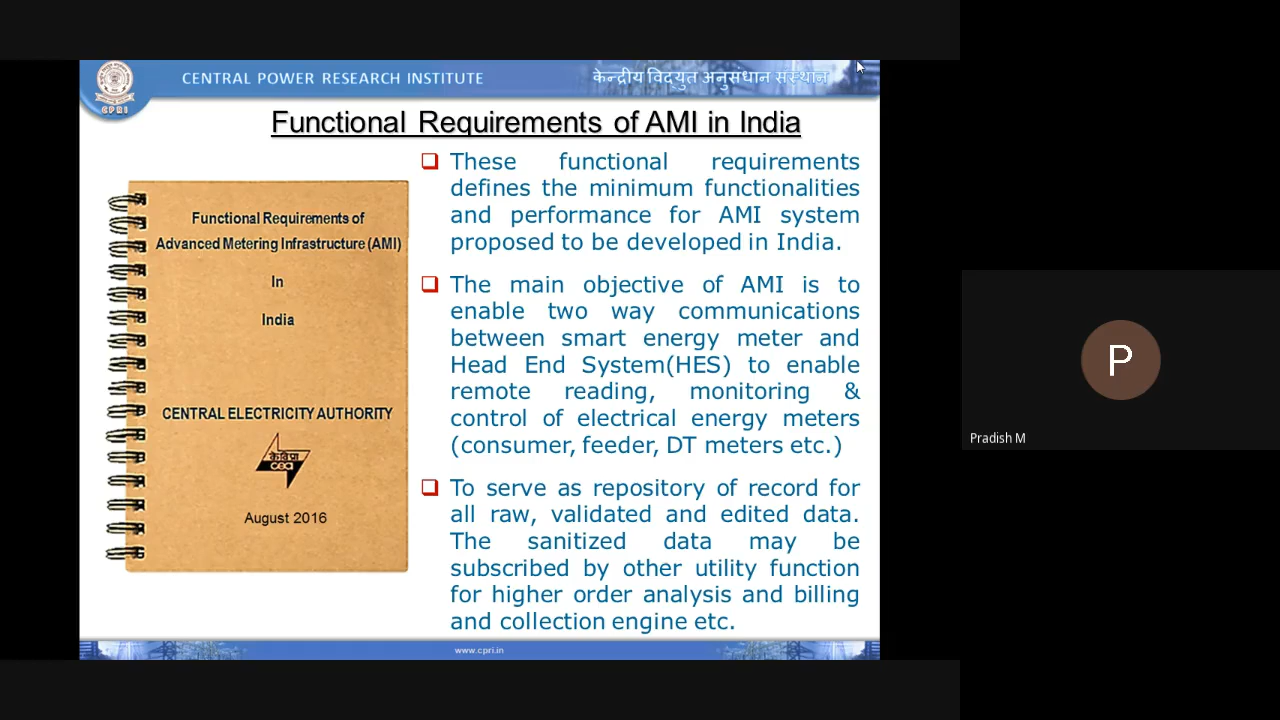 CENTRAL POWER RESEARCH INSTITUTE
केन्द्रीय विद्युत अनुसंधान संस्थान
CPRI
Functional Requirements of AMI in India
Functional Requirements of
Advanced Metering Infrastructure (AMI)
In
India
CENTRAL ELECTRICITY AUTHORITY
केविप्रा
cea
August 2016
These functional requirements
defines the minimum functionalities
and performance for AMI system
proposed to be developed in India.
The main objective of AMI is to
enable two way communications
between smart energy meter and
Head End System(HES) to enable
remote reading, monitoring &
control of electrical energy meters
(consumer, feeder, DT meters etc.)
To serve as repository of record for
all raw, validated and edited data.
The sanitized data may be
subscribed by other utility function
for higher order analysis and billing
and collection engine etc.
www.cpri.in
P
Pradish M